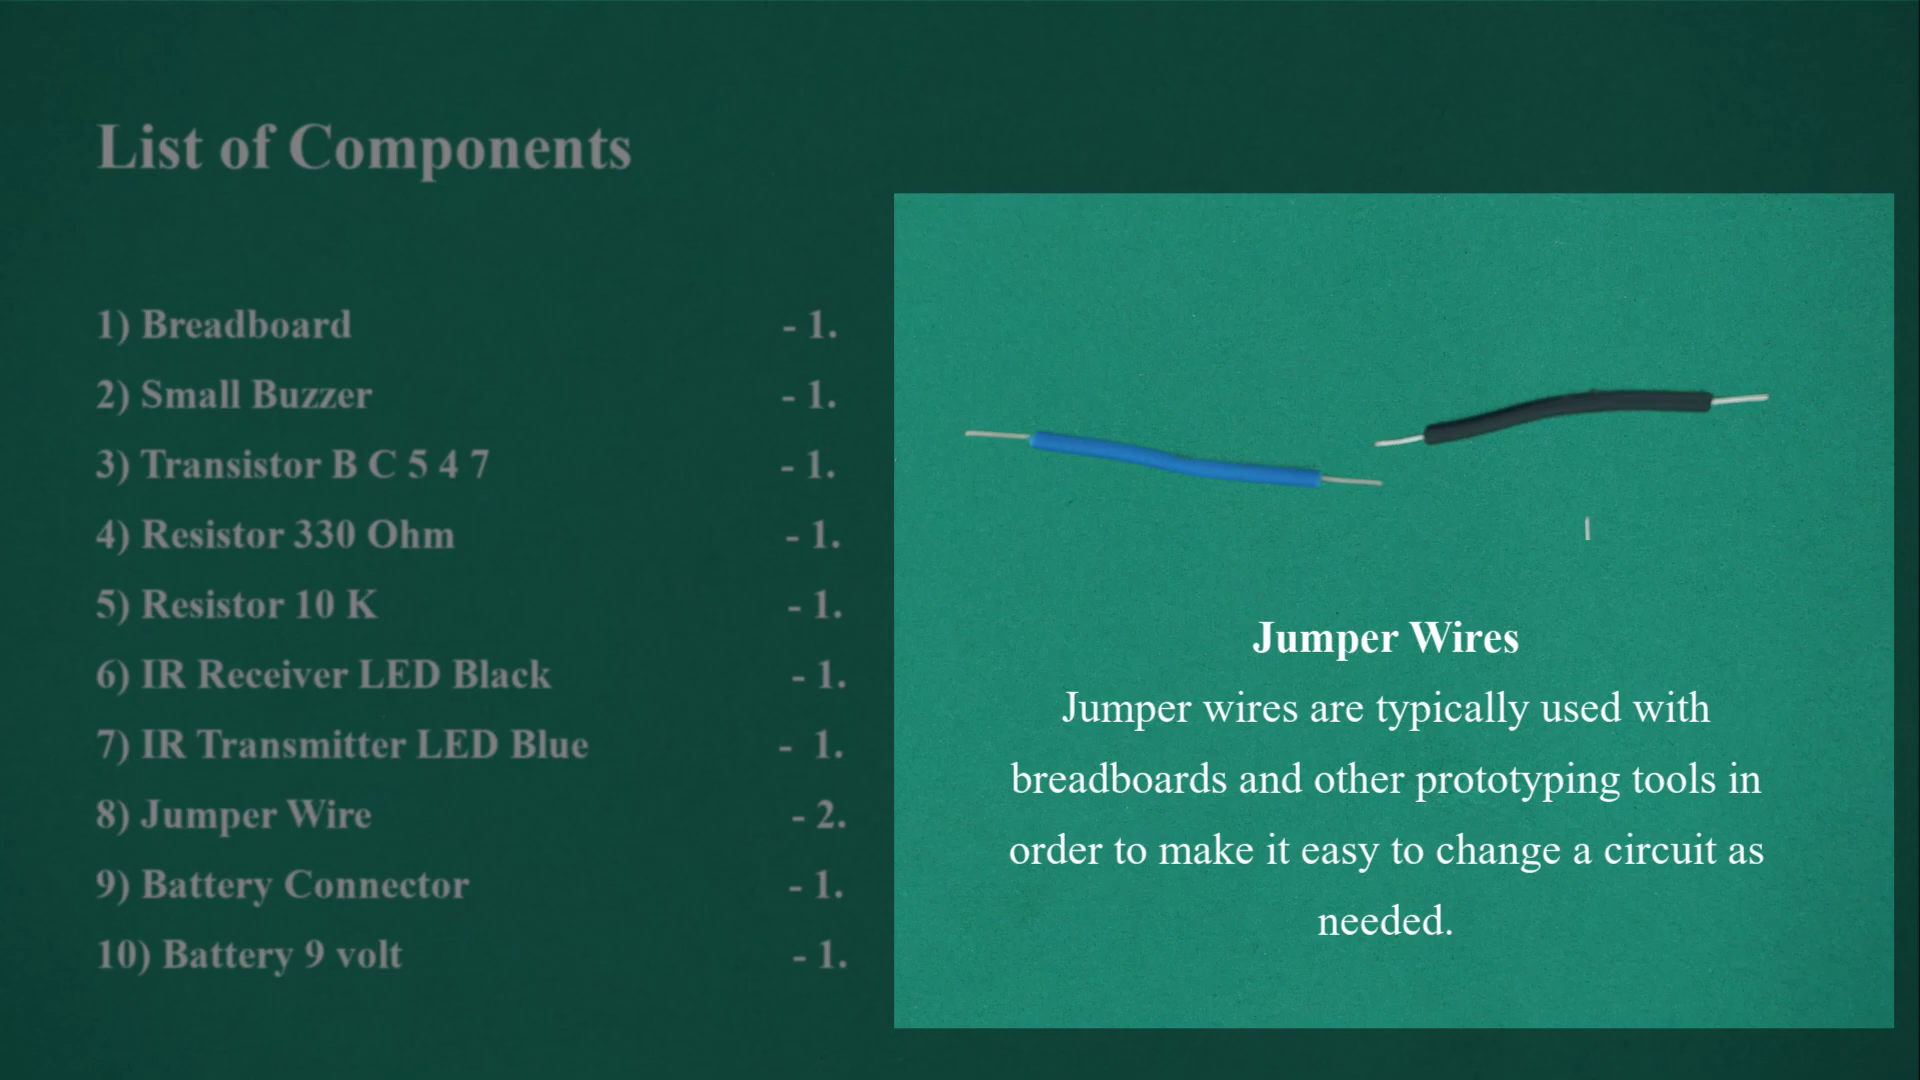 List of Components
1) Breadboard - 1.
2) Small Buzzer - 1.
3) Transistor B C 5 4 7 - 1.
4) Resistor 330 Ohm - 1.
5) Resistor 10 K - 1.
6) IR Receiver LED Black - 1.
7) IR Transmitter LED Blue - 1.
8) Jumper Wire - 2.
9) Battery Connector - 1.
10) Battery 9 volt - 1.
Jumper Wires
Jumper wires are typically used with
breadboards and other prototyping tools in
order to make it easy to change a circuit as
needed.